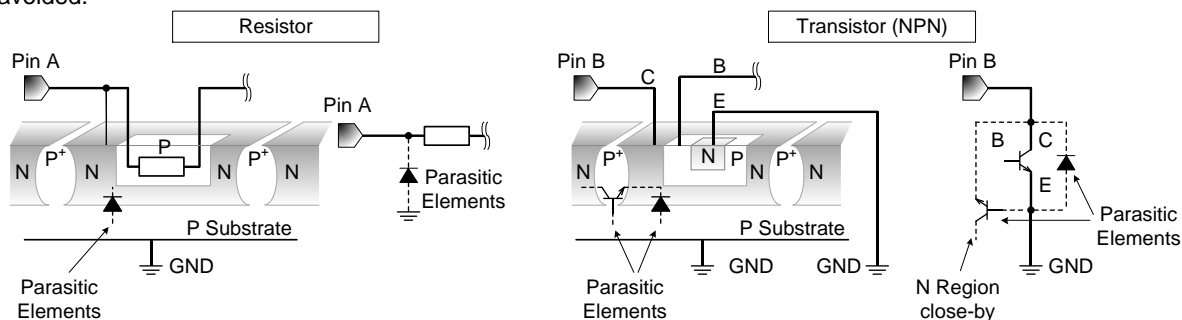 avoided.
Resistor
Transistor (NPN)
Pin A
Pin A
Pin B
C
B
E
Pin B
N
P+
N
P
N
P+
N
Parasitic
Elements
P Substrate
GND
Parasitic
Elements
N
P+
N
N
P
N
P+
N
P Substrate
GND
GND
Parasitic
Elements
B
C
E
Parasitic
Elements
GND
N Region
close-by